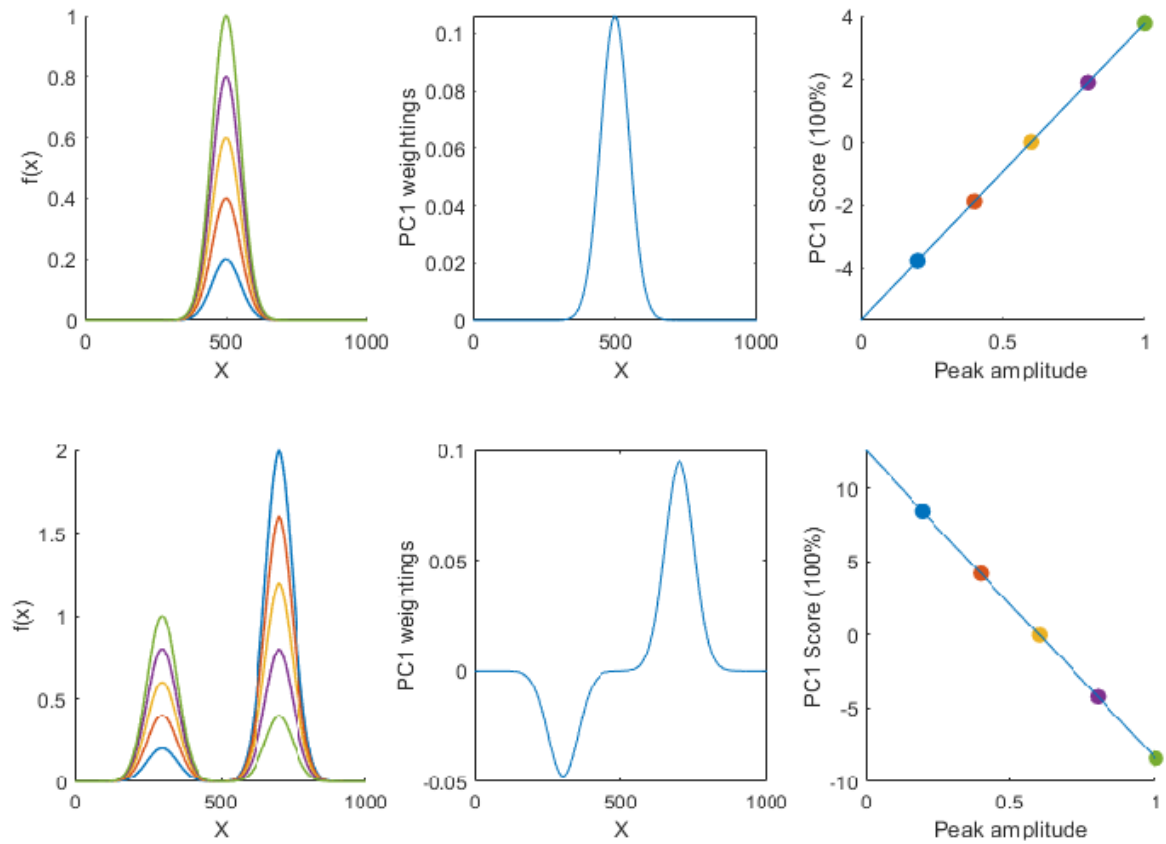 1
0.8
0.6
0.4
0.2
0
f(x)
0 500 1000
X
0.1
0.08
0.06
0.04
0.02
0
PC1 weightings
0 500 1000
X
4
2
0
-2
-4
PC1 Score (100%)
0 0.5 1
Peak amplitude
2
1.5
1
0.5
0
f(x)
0 500 1000
X
0.1
0.05
0
-0.05
PC1 weightings
0 500 1000
X
10
5
0
-5
-10
PC1 Score (100%)
0 0.5 1
Peak amplitude